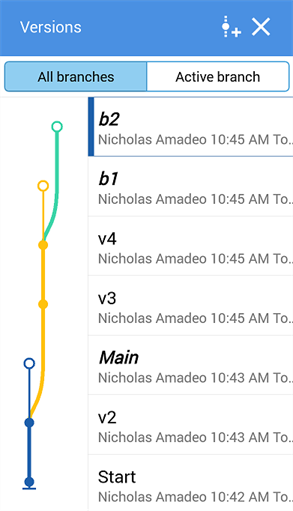 Versions
All branches Active branch
b2
Nicholas Amadeo 10:45 AM To..
b1
Nicholas Amadeo 10:45 AM To..
v4
Nicholas Amadeo 10:45 AM To..
v3
Nicholas Amadeo 10:45 AM To..
Main
Nicholas Amadeo 10:43 AM To..
v2
Nicholas Amadeo 10:43 AM To..
Start
Nicholas Amadeo 10:42 AM To..